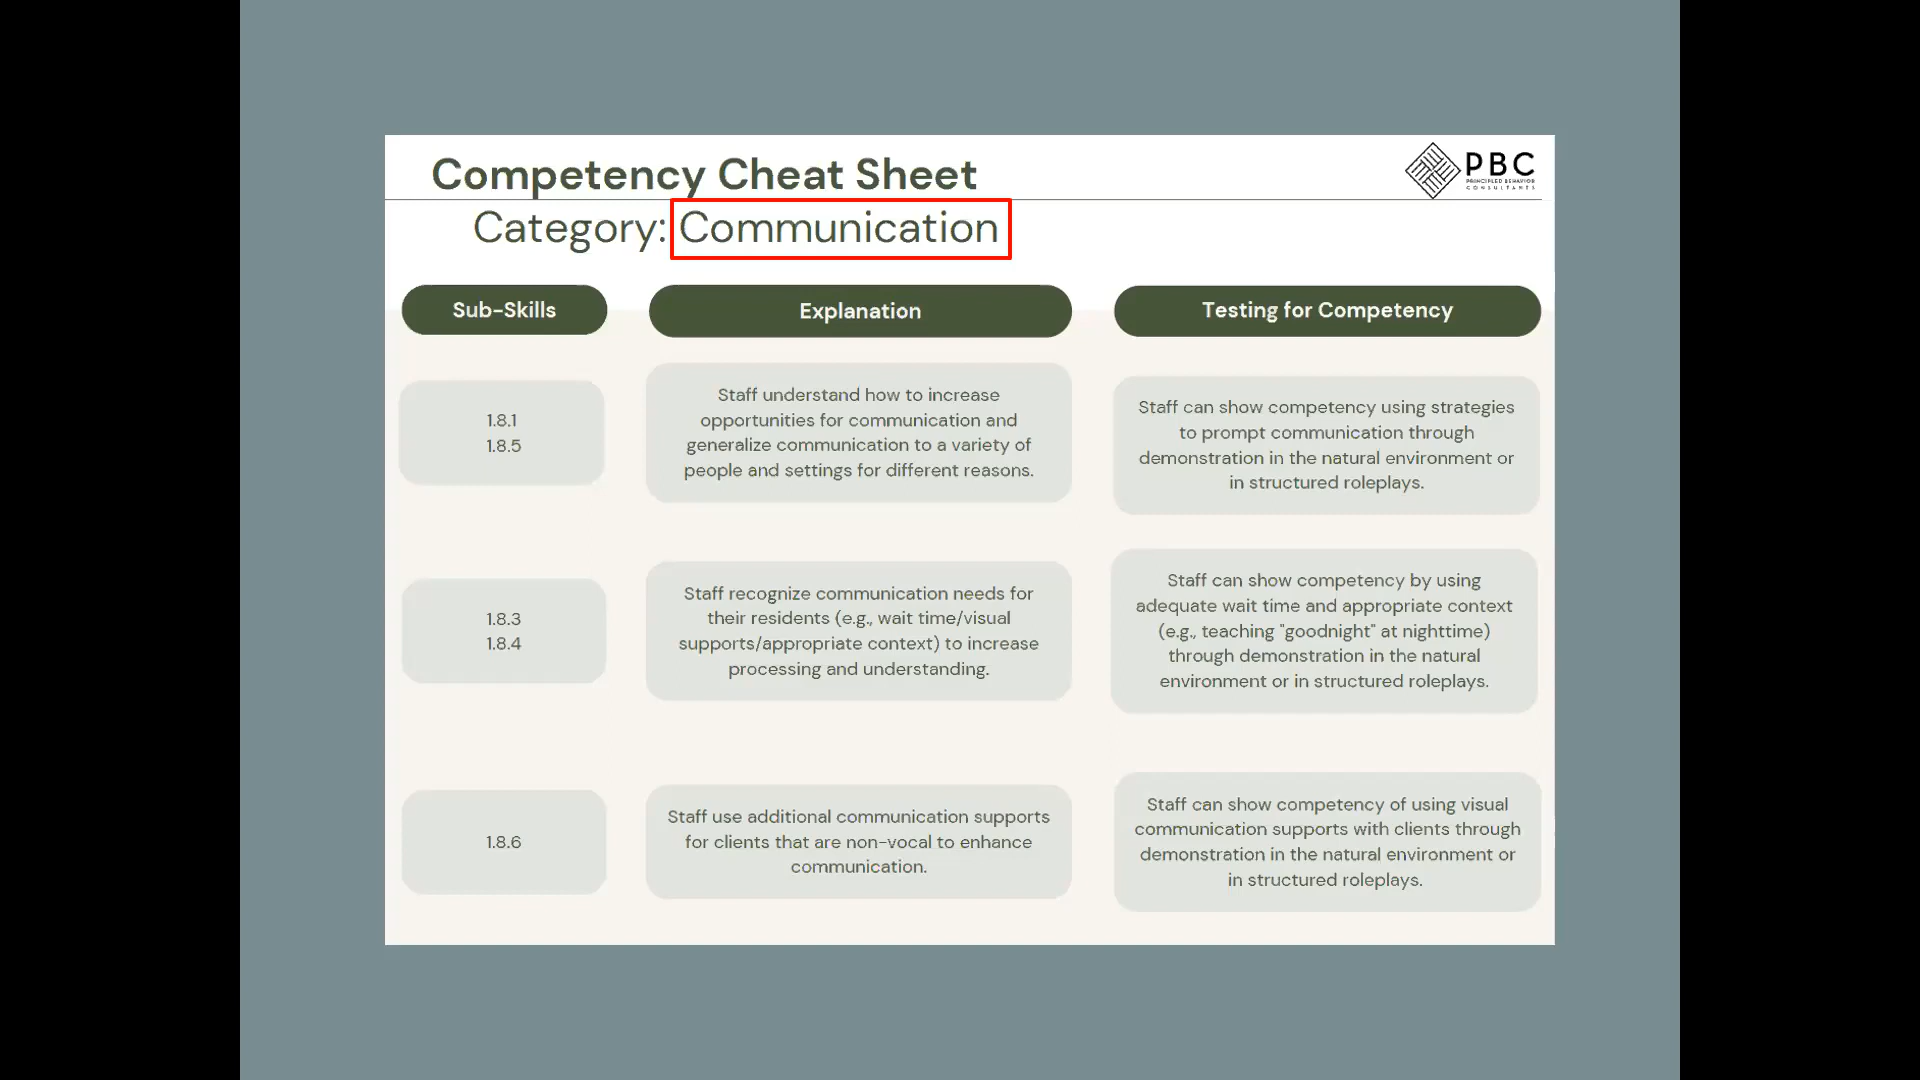 Competency Cheat Sheet
PBC
PRINCIPLED BEHAVIOR
CONSULTANTS
Category: Communication
Sub-Skills
Explanation
Testing for Competency
1.8.1
1.8.5
Staff understand how to increase
opportunities for communication and
generalize communication to a variety of
people and settings for different reasons.
Staff can show competency using strategies
to prompt communication through
demonstration in the natural environment or
in structured roleplays.
1.8.3
1.8.4
Staff recognize communication needs for
their residents (e.g., wait time/visual
supports/appropriate context) to increase
processing and understanding.
Staff can show competency by using
adequate wait time and appropriate context
(e.g., teaching "goodnight" at nighttime)
through demonstration in the natural
environment or in structured roleplays.
1.8.6
Staff use additional communication supports
for clients that are non-vocal to enhance
communication.
Staff can show competency of using visual
communication supports with clients through
demonstration in the natural environment or
in structured roleplays.